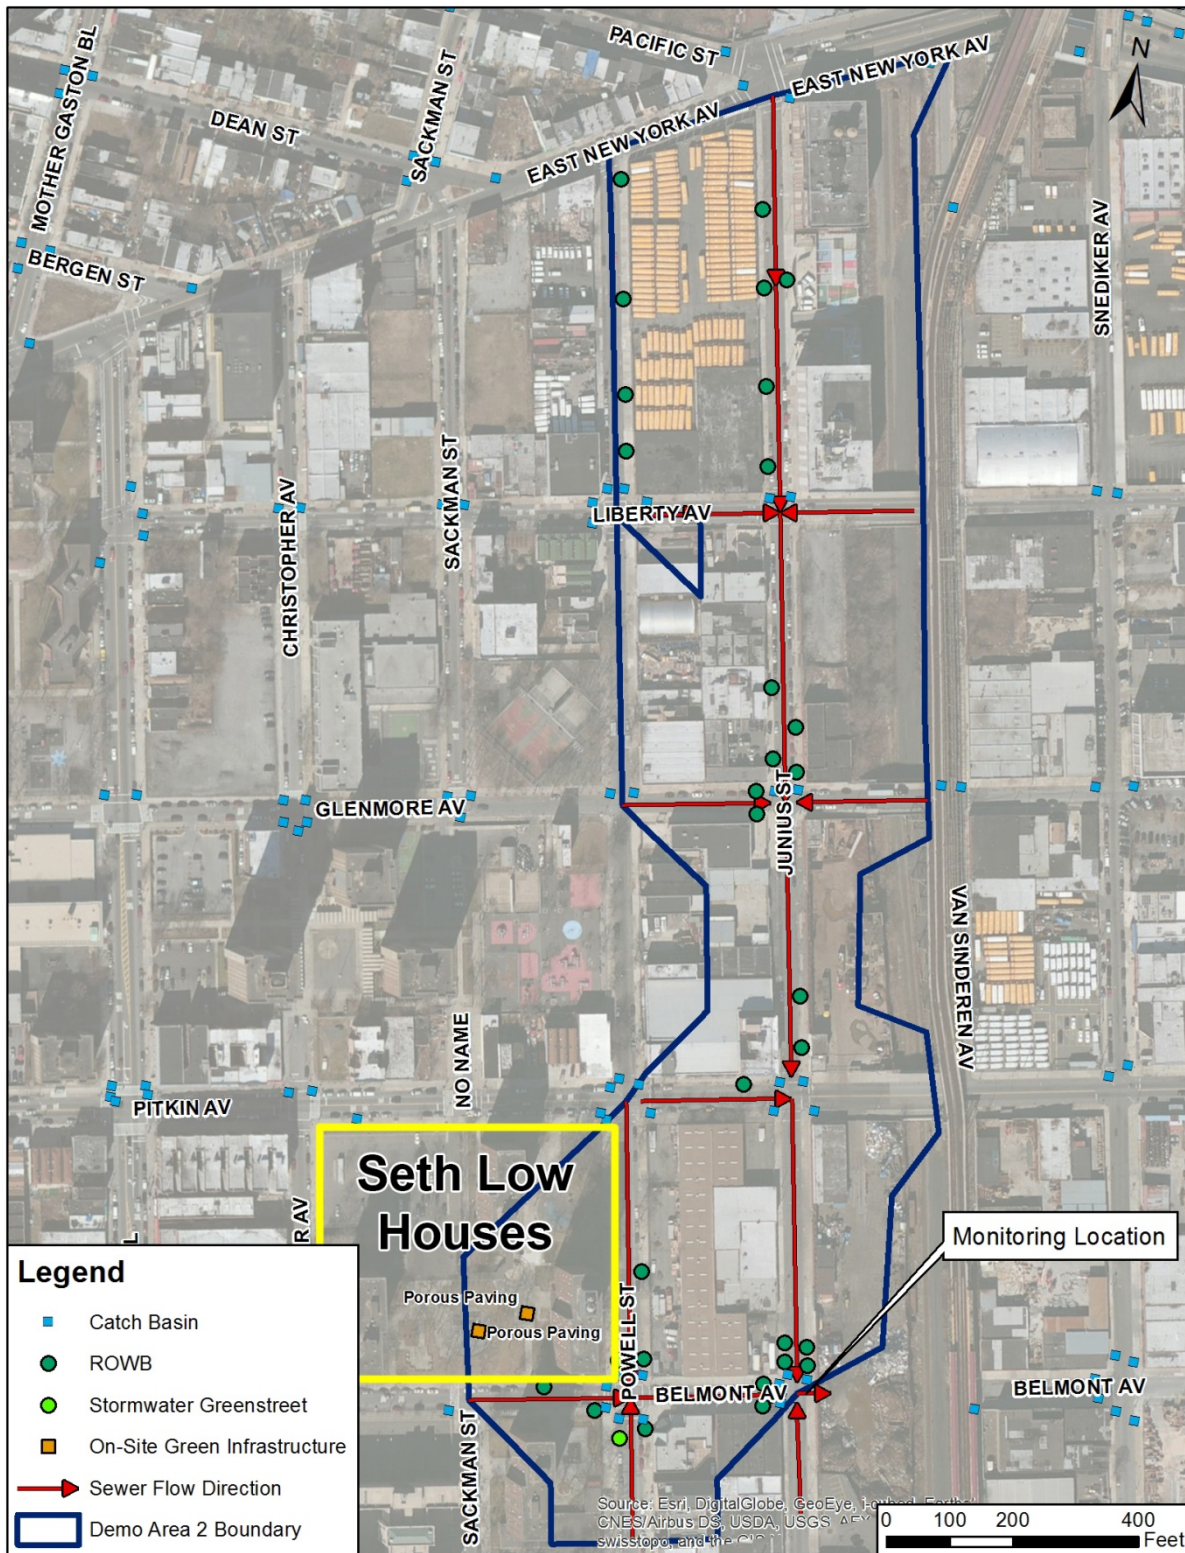 PACIFIC ST
EAST NEW YORK AV
N
MOTHER GASTON BL
SACKMAN ST
DEAN ST
EAST NEW YORK AV
BERGEN ST
SNEDIKER AV
SACKMAN ST
CHRISTOPHER AV
LIBERTY AV
GLENMORE AV
JUNIUS ST
VAN SINDEREN AV
NO NAME
PITKIN AV
Seth Low
Houses
R AV
L
Monitoring Location
Porous Paving
Porous Paving
POWELL ST
BELMONT AV
BELMONT AV
SACKMAN ST
Legend
Catch Basin
ROWB
Stormwater Greenstreet
On-Site Green Infrastructure
Sewer Flow Direction
Demo Area 2 Boundary
Source: Esri, DigitalGlobe, GeoEye,
CNES/Airbus DS, USDA, USGS,
swisstopo, and the
0 100 200 400
Feet